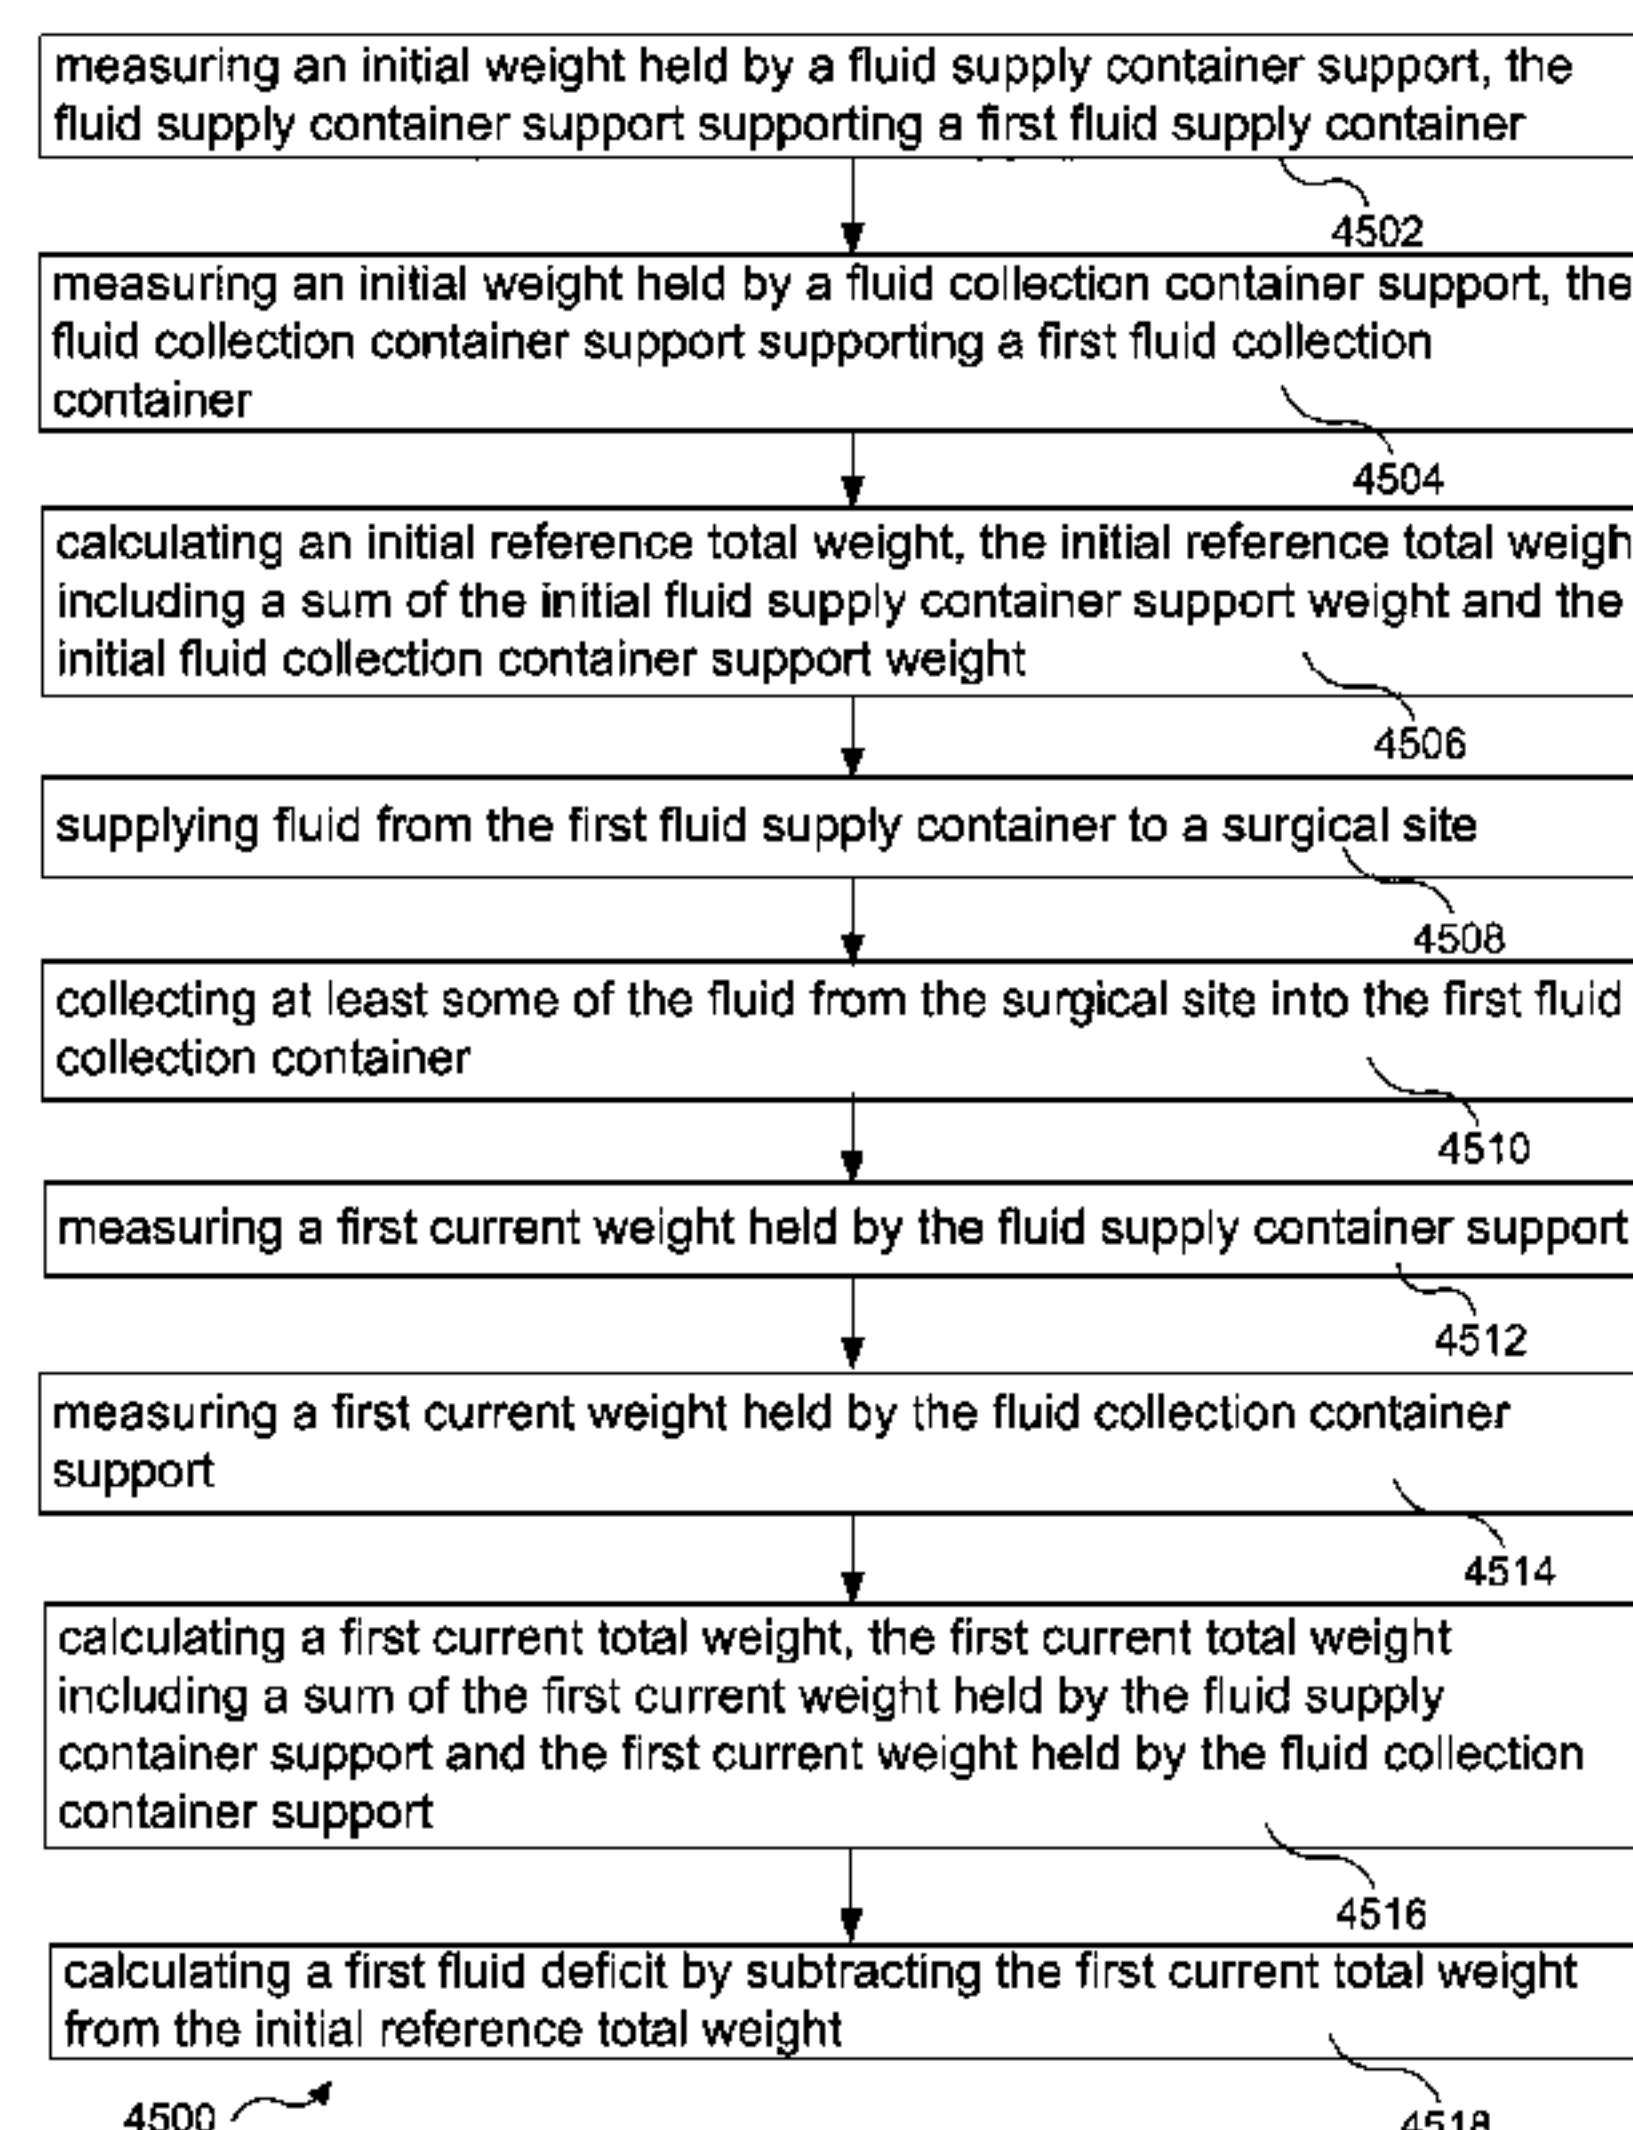 measuring an initial weight held by a fluid supply container support, the
fluid supply container support supporting a first fluid supply container
4502
measuring an initial weight held by a fluid collection container support, the
fluid collection container support supporting a first fluid collection
container
4504
calculating an initial reference total weight, the initial reference total weigh
including a sum of the initial fluid supply container support weight and the
initial fluid collection container support weight
4506
supplying fluid from the first fluid supply container to a surgical site
4508
collecting at least some of the fluid from the surgical site into the first fluid
collection container
4510
measuring a first current weight held by the fluid supply container support
4512
measuring a first current weight held by the fluid collection container
support
4514
calculating a first current total weight, the first current total weight
including a sum of the first current weight held by the fluid supply
container support and the first current weight held by the fluid collection
container support
4516
calculating a first fluid deficit by subtracting the first current total weight
from the initial reference total weight
4500
4518